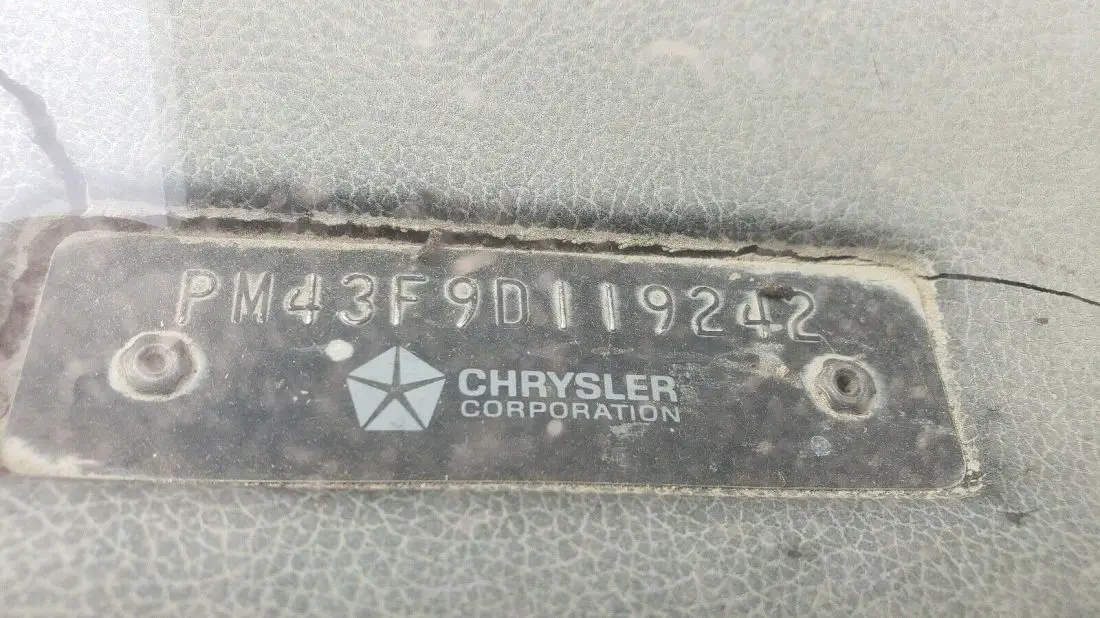 PM43F9D119242
CHRYSLER
CORPORATION